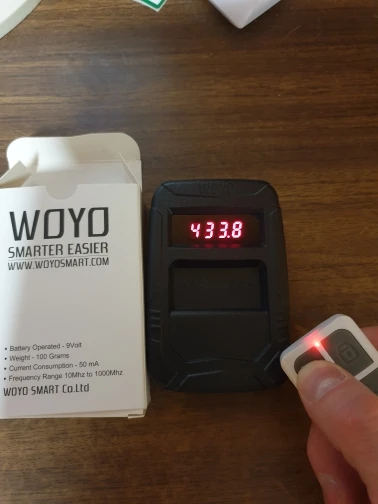 WOYO
SMARTER EASIER
WWW.WOYOSMART.COM
• Battery Operated - 9Volt
• Weight - 100 Grams
• Current Consumption - 50 mA
• Frequency Range 10Mhz to 1000Mhz
WOYO SMART Co.Ltd
433.8